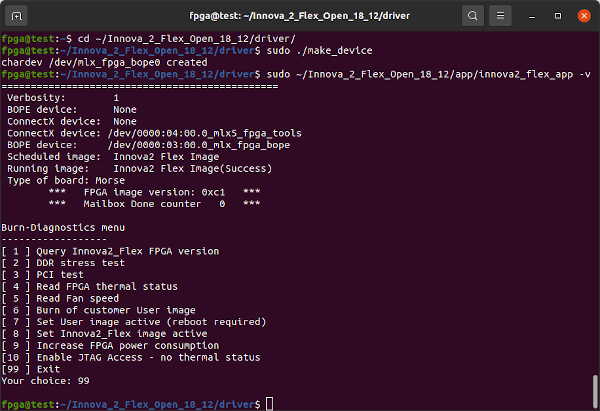 fpga@test: ~/Innova_2_Flex_Open_18_12/driver
fpga@test:~$ cd ~/Innova_2_Flex_Open_18_12/driver/
fpga@test:~/Innova_2_Flex_Open_18_12/driver$ sudo ./make_device
chardev /dev/mlx_fpga_bope0 created
fpga@test:~/Innova_2_Flex_Open_18_12/driver$ sudo ~/Innova_2_Flex_Open_18_12/app/innova2_flex_app -v
==============================================
Verbosity:        1
BOPE device:      None
ConnectX device:  None
ConnectX device: /dev/0000:04:00.0_mlx5_fpga_tools
BOPE device:     /dev/0000:03:00.0_mlx_fpga_bope
Scheduled image:  Innova2 Flex Image
Running image:    Innova2 Flex Image(Success)
Type of board: Morse
***   FPGA image version: 0xc1   ***
***   Mailbox Done counter   0   ***
Burn-Diagnostics menu
------------------
[ 1 ] Query Innova2_Flex FPGA version
[ 2 ] DDR stress test
[ 3 ] PCI test
[ 4 ] Read FPGA thermal status
[ 5 ] Read Fan speed
[ 6 ] Burn of customer User image
[ 7 ] Set User image active (reboot required)
[ 8 ] Set Innova2_Flex image active
[ 9 ] Increase FPGA power consumption
[10 ] Enable JTAG Access - no thermal status
[99 ] Exit
Your choice: 99
fpga@test:~/Innova_2_Flex_Open_18_12/driver$